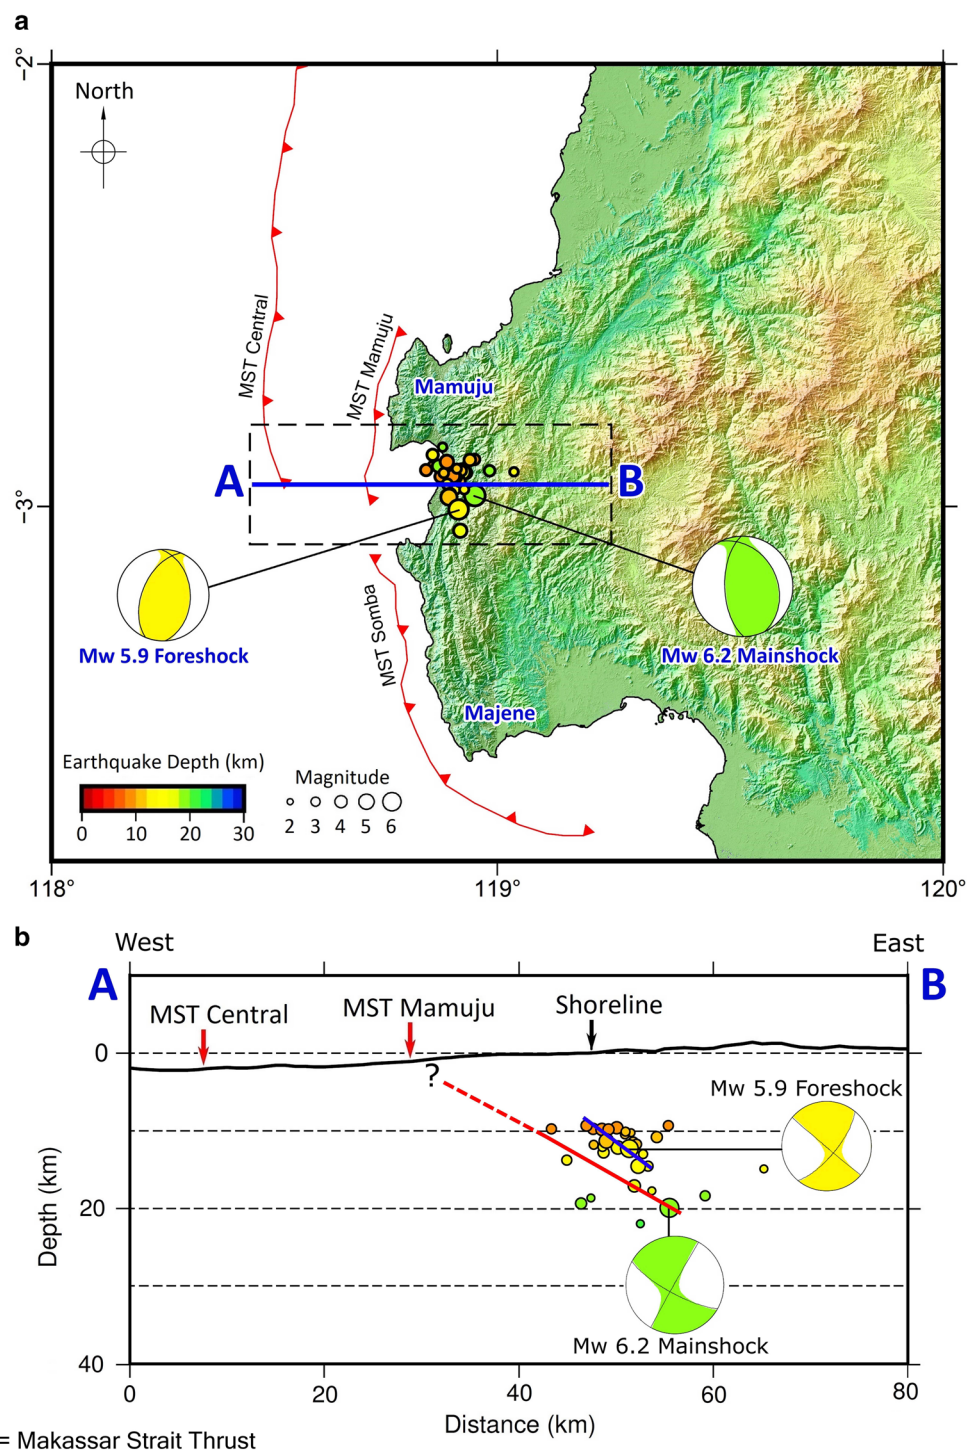 a
-2°
North
MST Central
MST Mamuju
Mamuju
A
B
-3°
MST Somba
Mw 5.9 Foreshock
Mw 6.2 Mainshock
Majene
Earthquake Depth (km)
0 10 20 30
Magnitude
2 3 4 5 6
118° 119° 120°
b
West East
A B
MST Central
MST Mamuju
Shoreline
0
?
Mw 5.9 Foreshock
20
Mw 6.2 Mainshock
40
Depth (km)
0 20 40 60 80
Distance (km)
= Makassar Strait Thrust